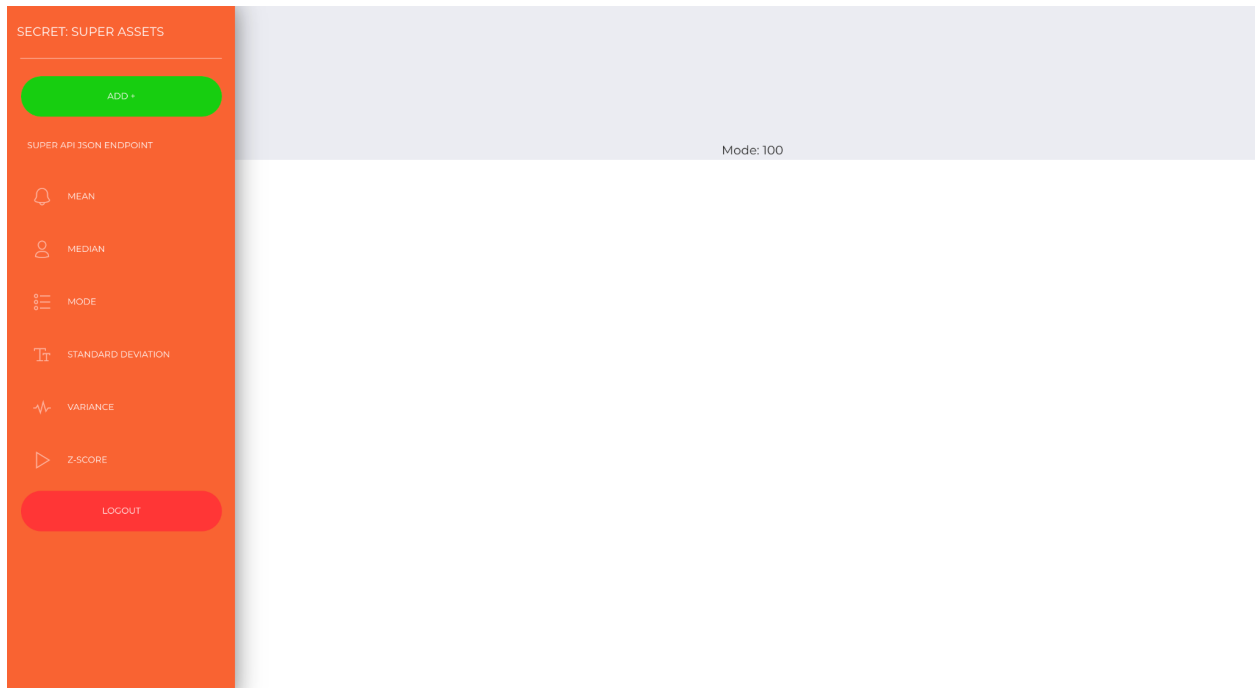 SECRET: SUPER ASSETS
ADD +
SUPER API JSON ENDPOINT
MEAN
MEDIAN
MODE
STANDARD DEVIATION
VARIANCE
Z-SCORE
LOGOUT
Mode: 100